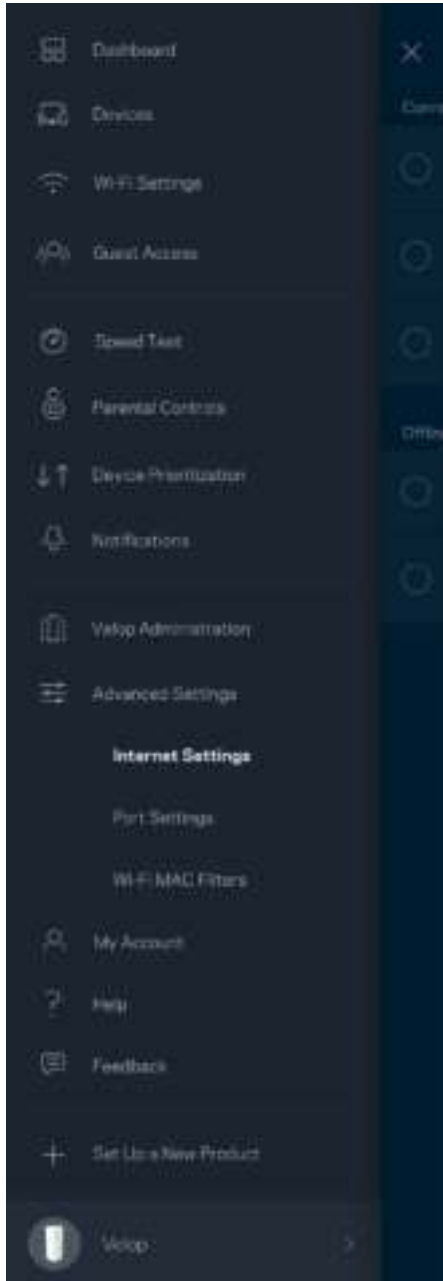 Dashboard
Devices
Wi-Fi Settings
Guest Access
Speed Test
Parental Controls
Device Prioritization
Notifications
Velop Administration
Advanced Settings
Internet Settings
Port Settings
Wi-Fi MAC Filters
My Account
Help
Feedback
Set Up a New Product
Velop